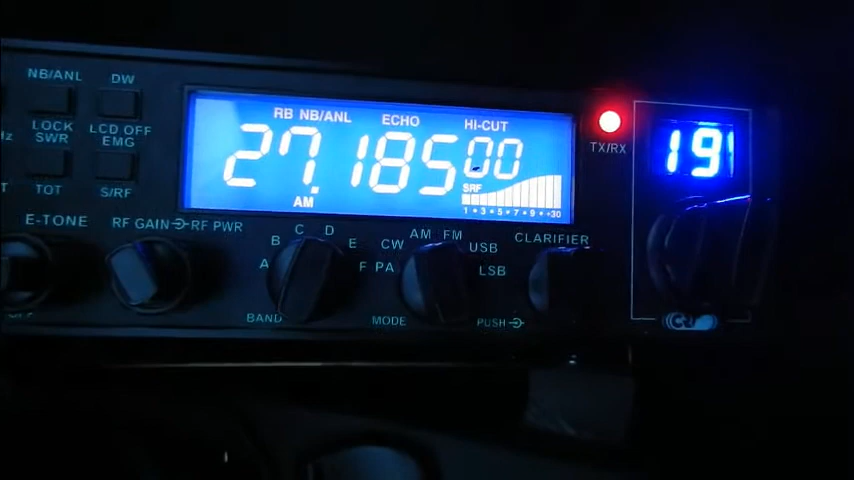 NB/ANL DW
RB NB/ANL ECHO HI-CUT
27.18500
AM
SRF
1 • 3 • 5 • 7 • 9 • +30
TX/RX
19
LOCK LCD OFF
SWR EMG
TOT S/RF
E-TONE RF GAIN RF PWR
A B C D E F
BAND
PA CW AM FM USB LSB
MODE
CLARIFIER
PUSH